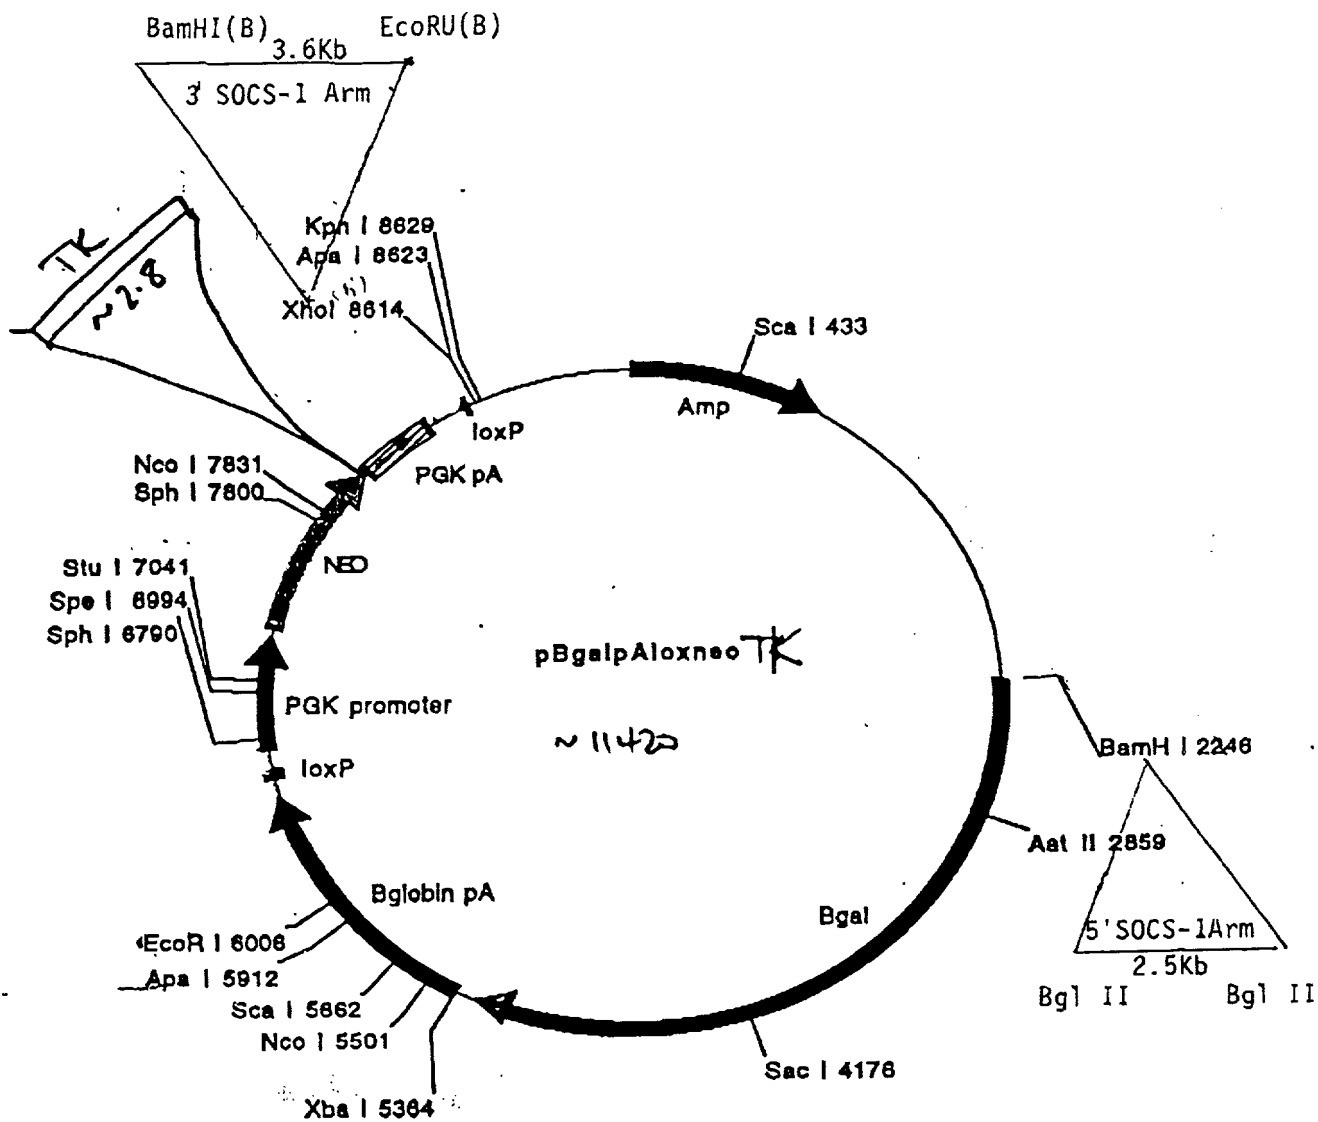 BamHI(B)
EcoRU(B)
3.6Kb
3' SOCS-1 Arm
TK
~2.8
Kpn I 8629
Apa I 8623
XhoI 8614
Sca I 433
Amp
loxP
PGK pA
Nco I 7831
Sph I 7800
NEO
Stu I 7041
Spe I 6994
Sph I 6790
PGK promoter
loxP
pBgalpAloxneo TK
~ 11420
BamH I 2246
Aat II 2859
5'SOCS-1Arm
2.5Kb
Bgl II
Bgl II
Bgal
Bglobin pA
EcoR I 6006
Apa I 5912
Sca I 5662
Nco I 5501
Xba I 5364
Sac I 4176